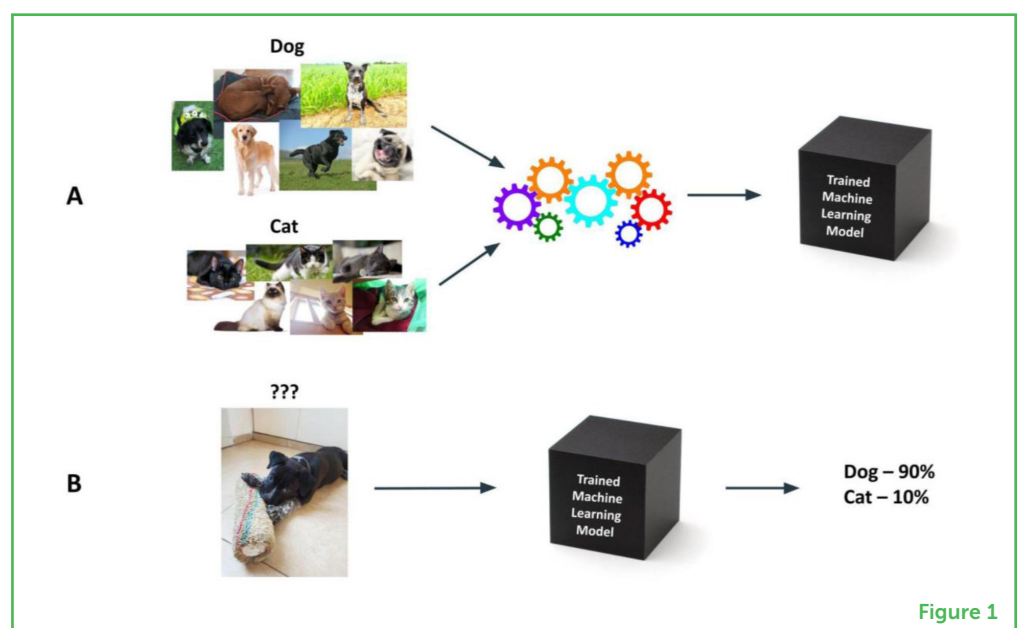 Dog
A
Cat
Trained
Machine
Learning
Model
???
B
Trained
Machine
Learning
Model
Dog – 90%
Cat – 10%
Figure 1